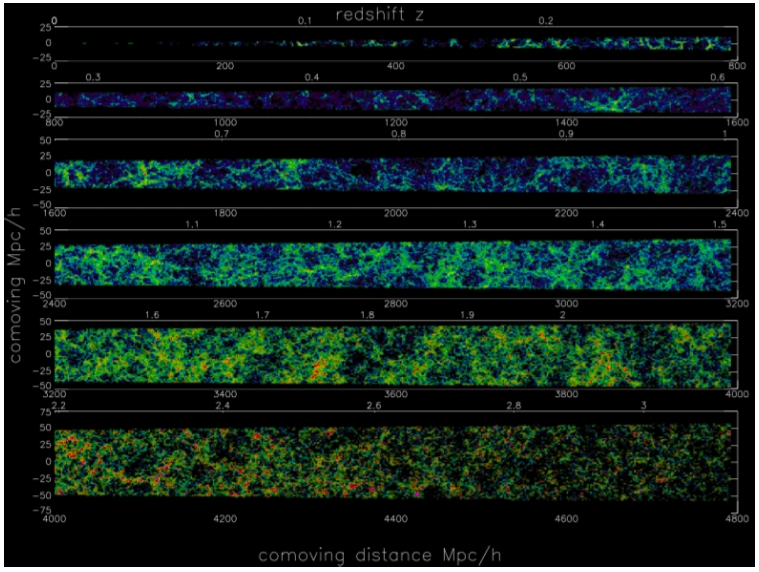 redshift z
0 0.1 0.2
25
0
−25
0 200 400 600 800
0.3 0.4 0.5 0.6
25
0
−25
800 1000 1200 1400 1600
0.7 0.8 0.9 1
50
25
0
−25
−50
1600 1800 2000 2200 2400
1.1 1.2 1.3 1.4 1.5
50
25
0
−25
−50
2400 2600 2800 3000 3200
comoving Mpc/h
1.6 1.7 1.8 1.9 2
50
25
0
−25
−50
3200 3400 3600 3800 4000
2.2 2.4 2.6 2.8 3
75
50
25
0
−25
−50
−75
4000 4200 4400 4600 4800
comoving distance Mpc/h